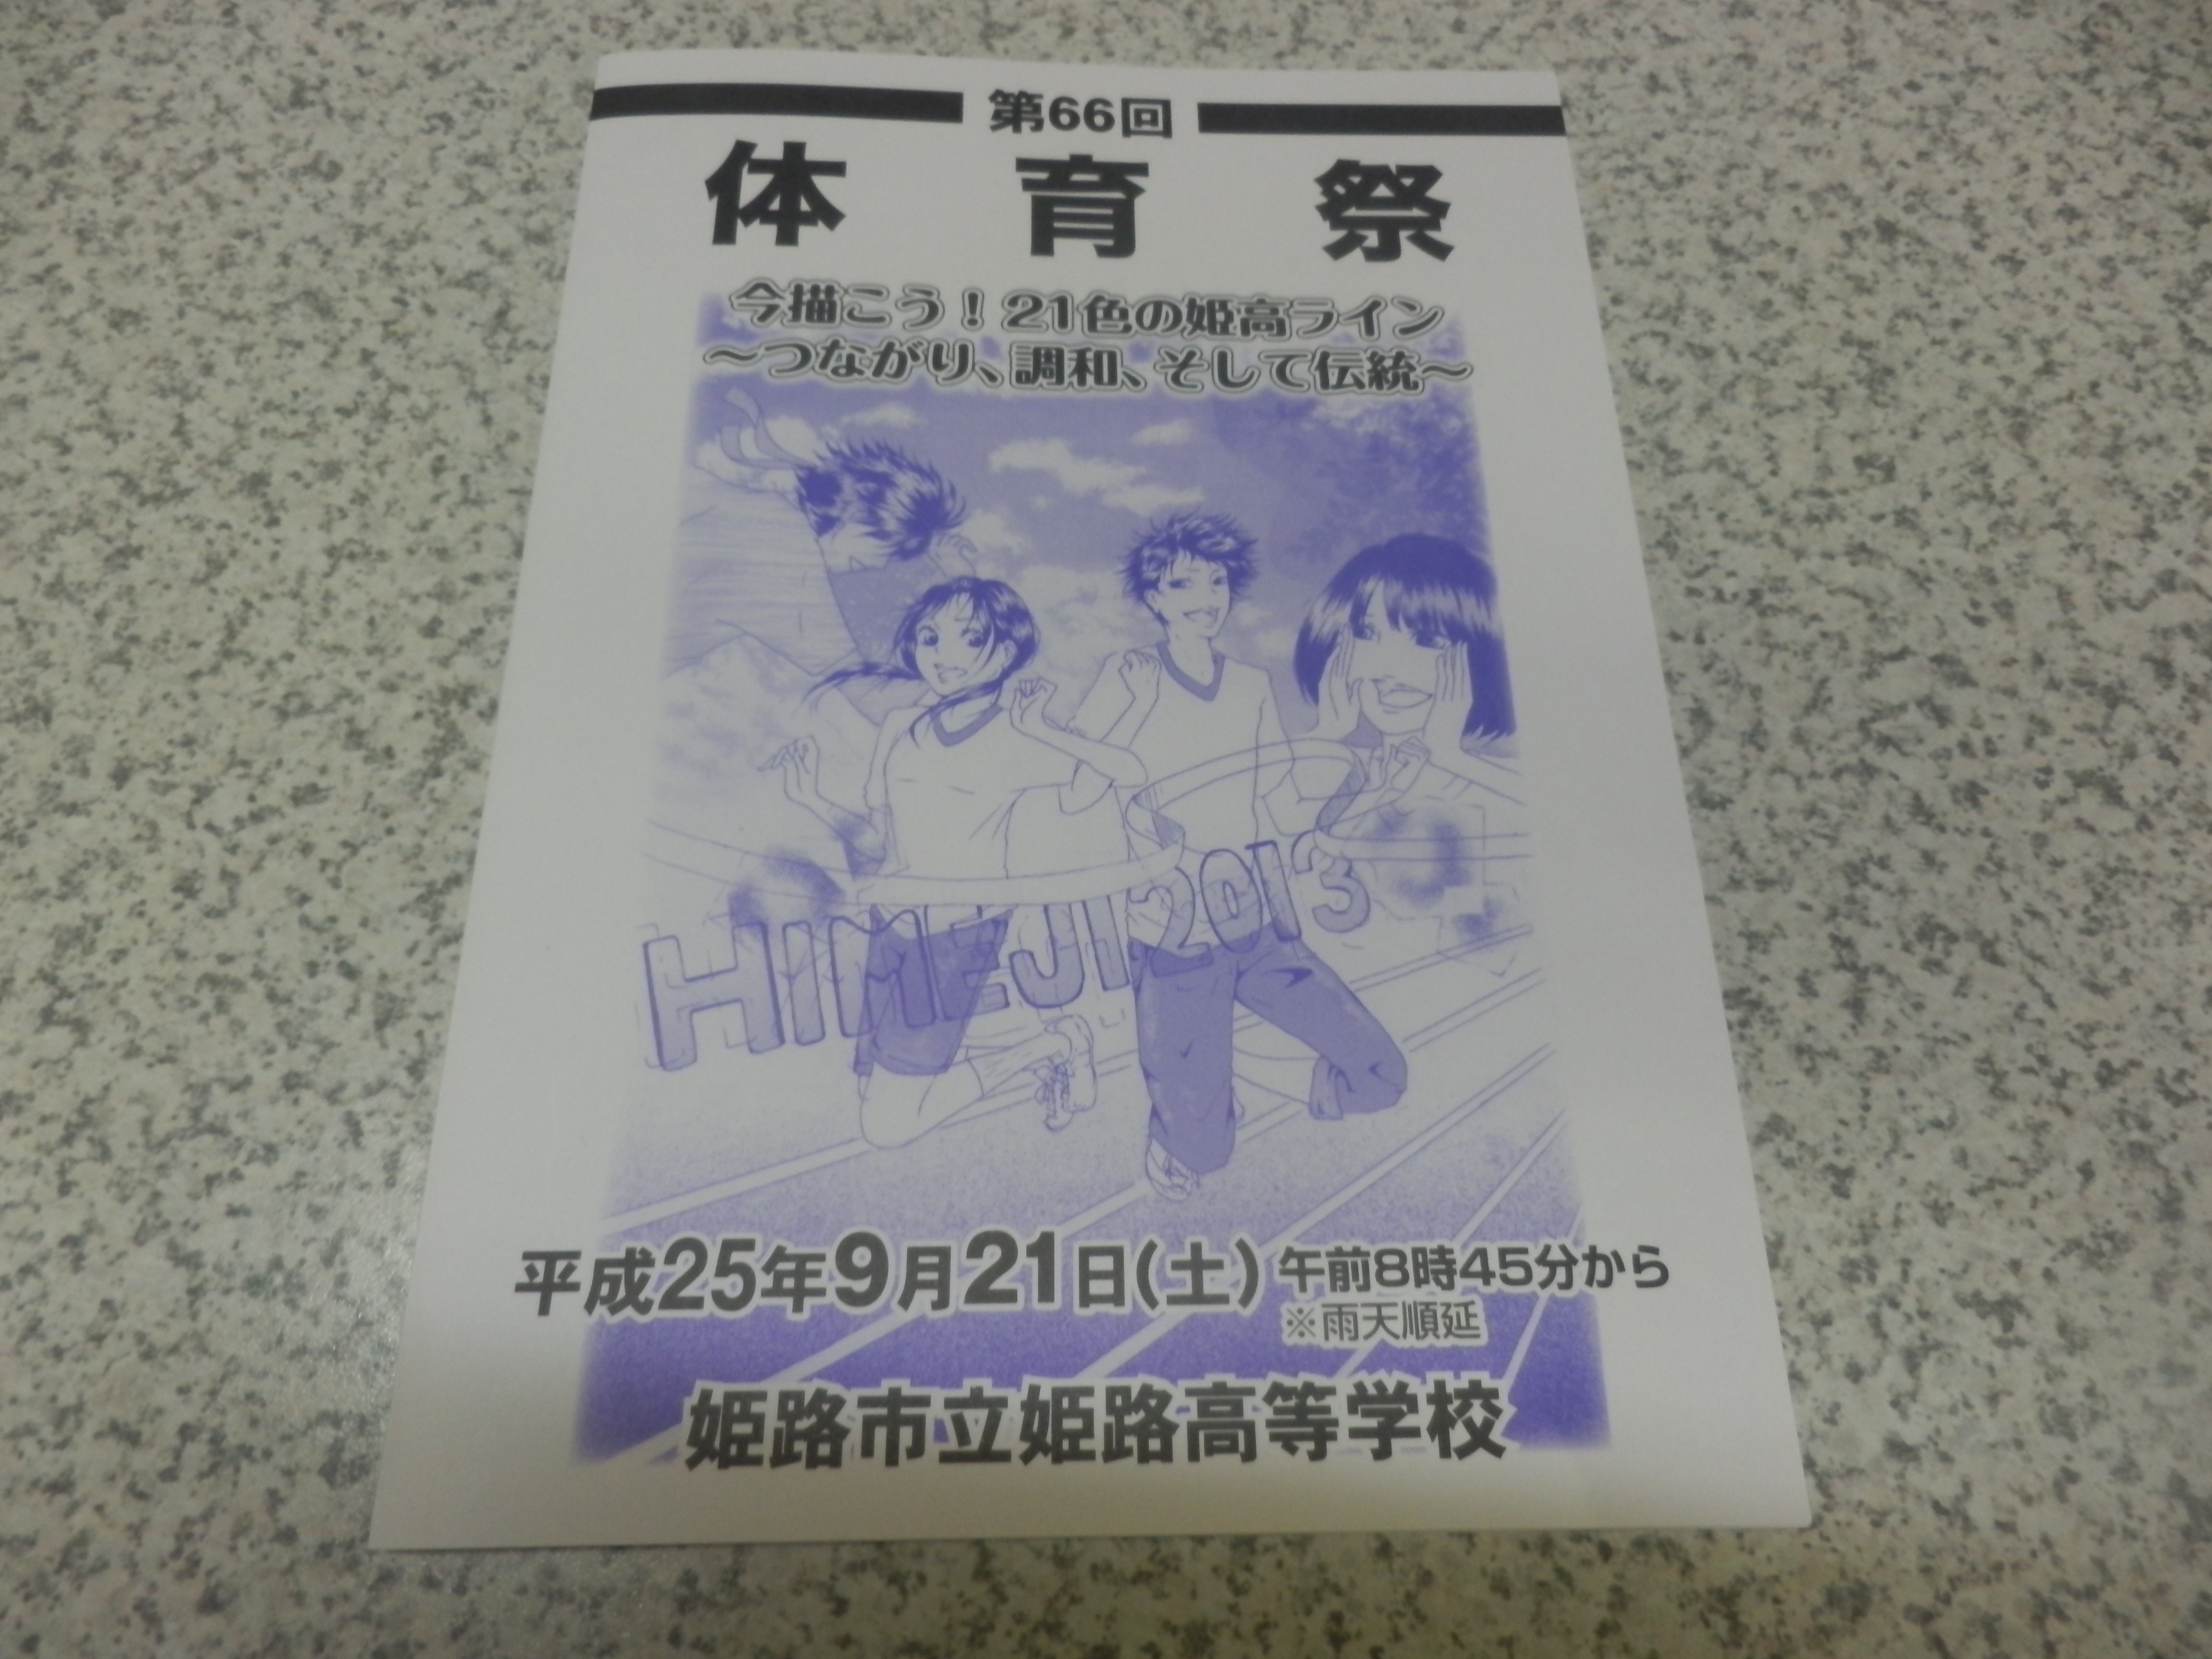 第66回
体育祭
今描こう！21色の姫高ライン
～つながり、調和、そして伝統～
HIMEJI 2013
平成25年9月21日(土) 午前8時45分から
※雨天順延
姫路市立姫路高等学校